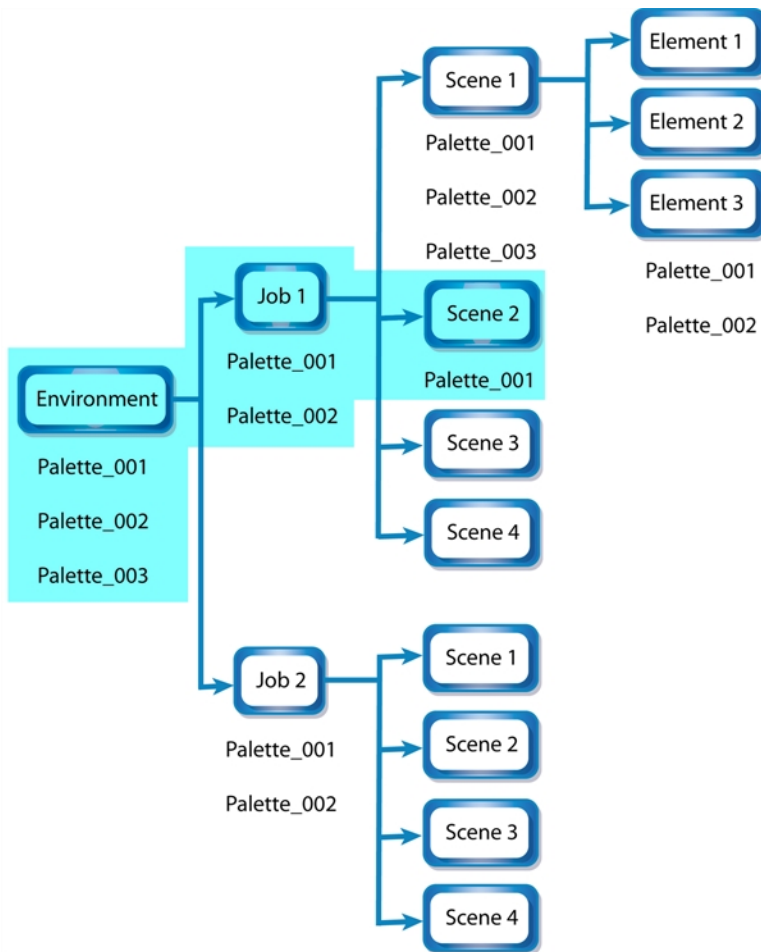 Element 1
Scene 1
Element 2
Palette_001
Palette_002
Element 3
Palette_003
Palette_001
Job 1
Scene 2
Palette_002
Palette_001
Palette_001
Environment
Palette_002
Scene 3
Palette_001
Palette_002
Scene 4
Palette_003
Scene 1
Job 2
Scene 2
Palette_001
Palette_002
Scene 3
Scene 4